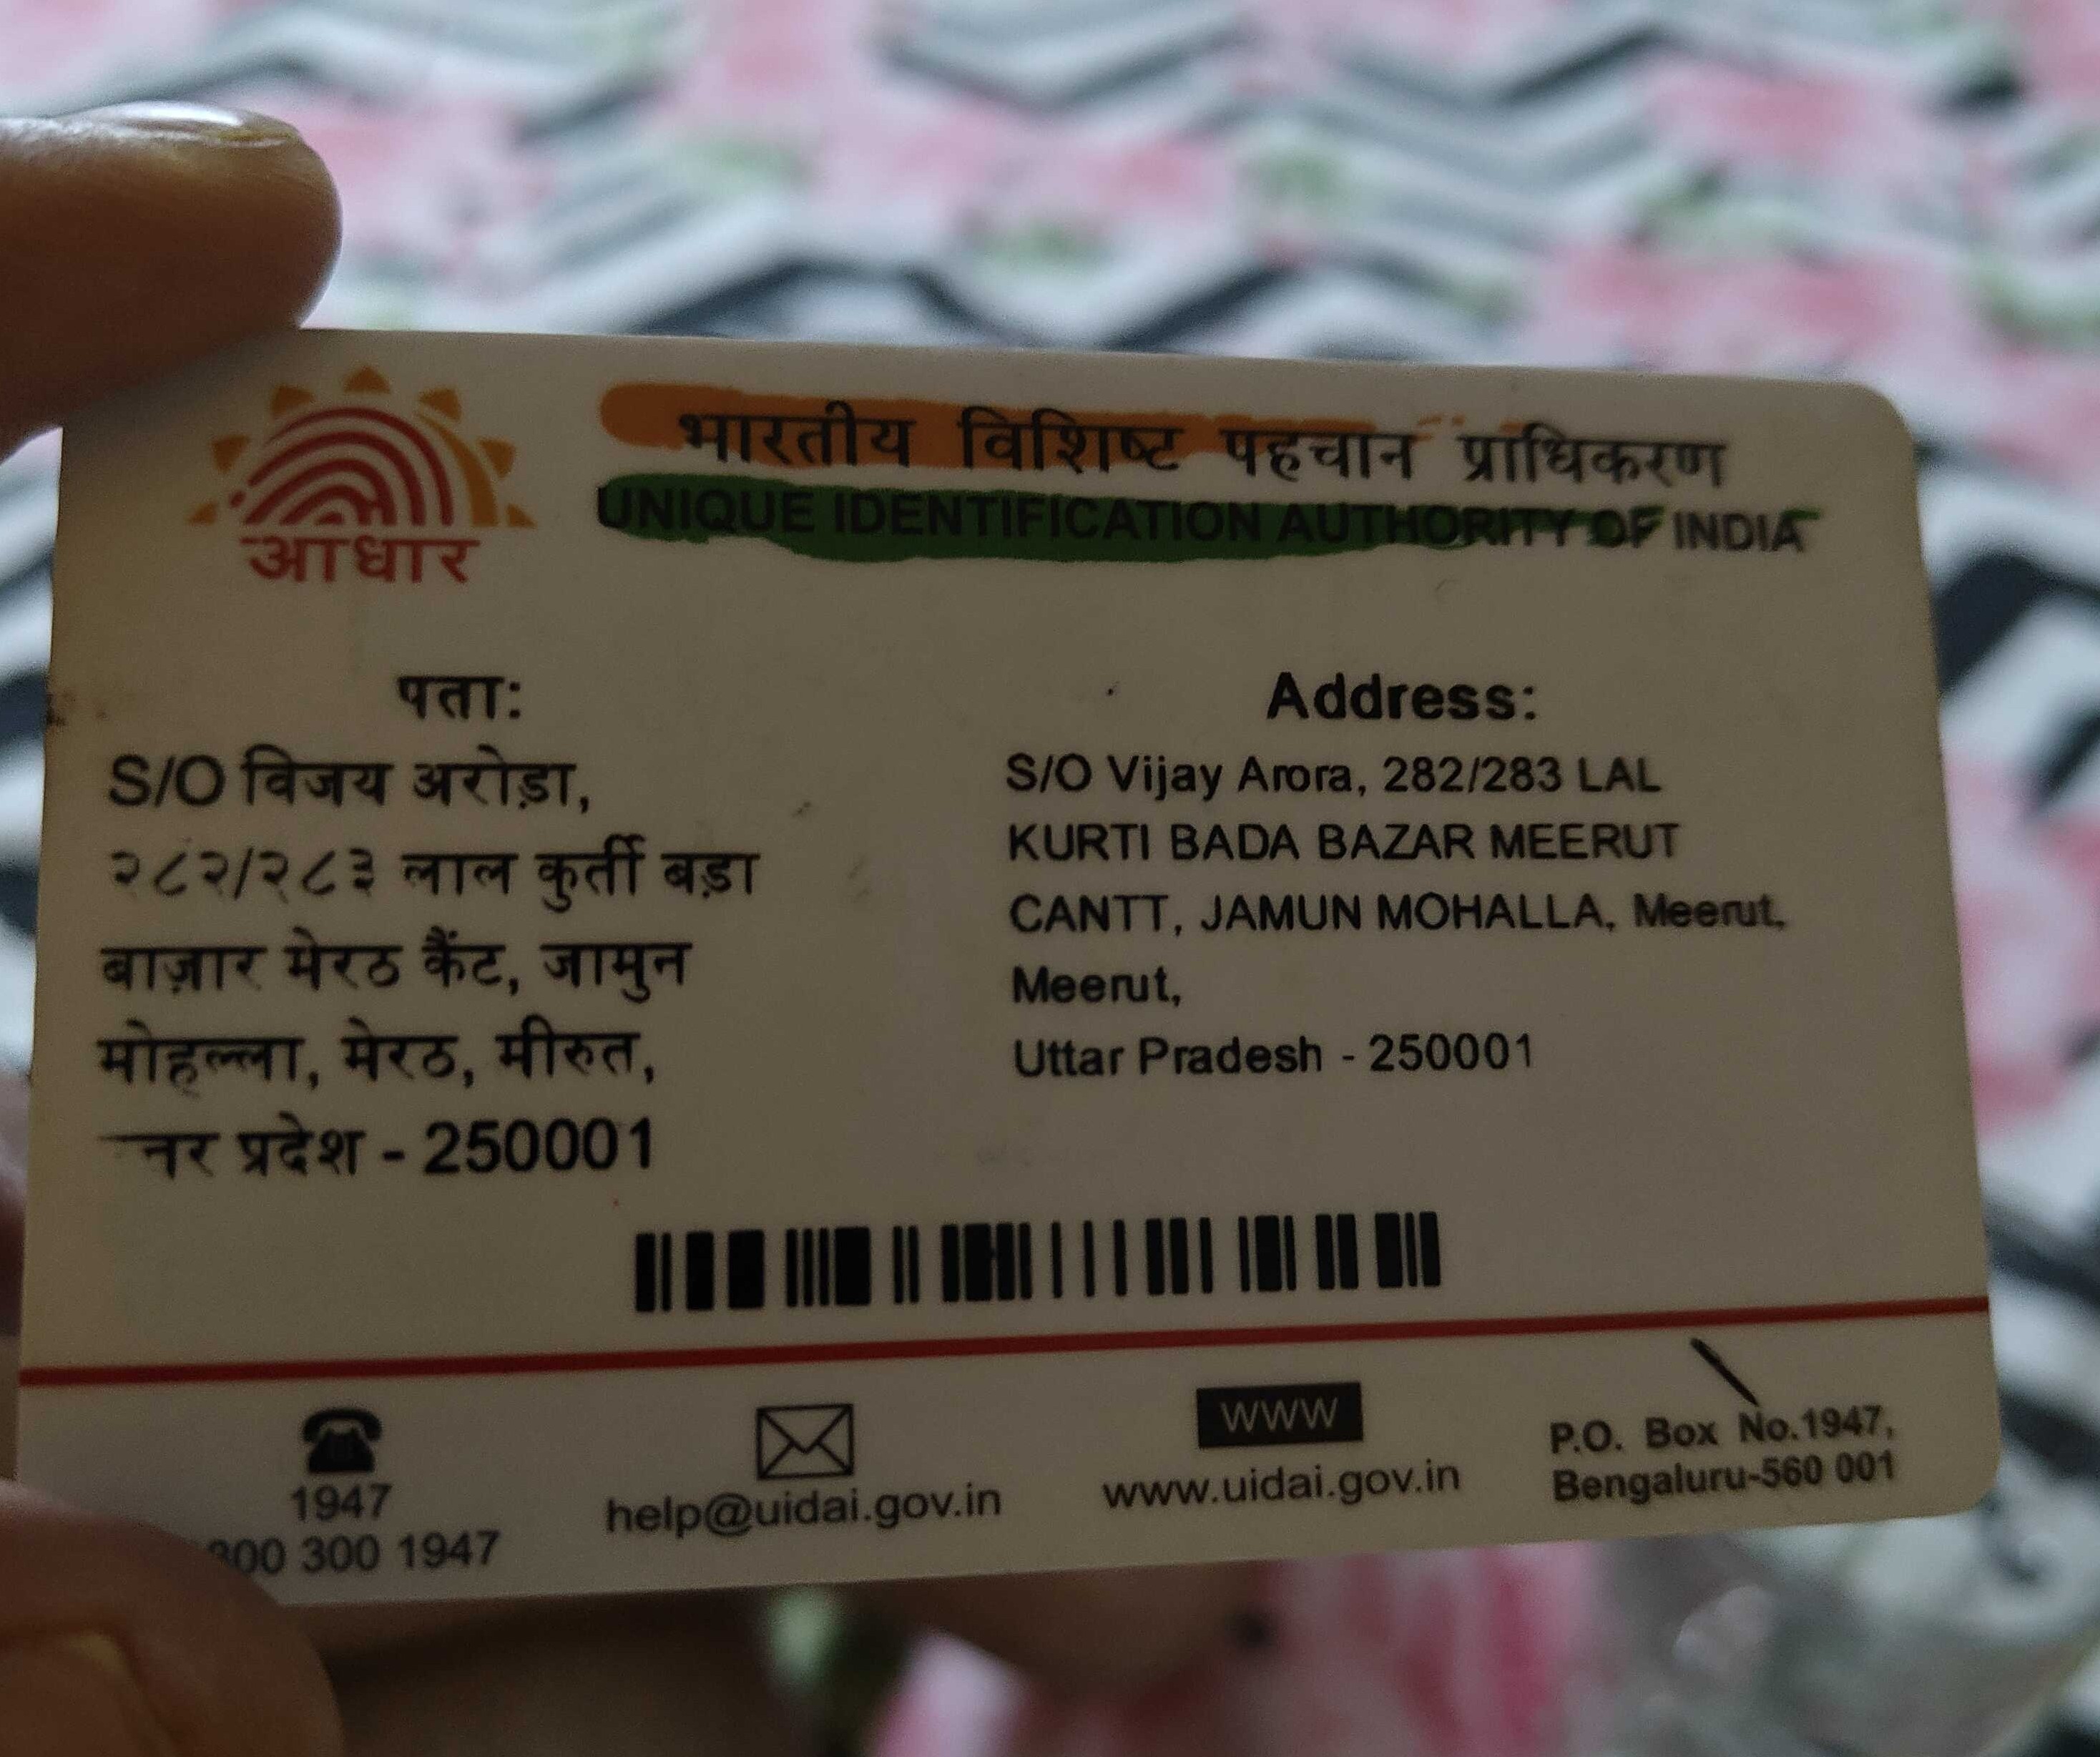 आधार
भारतीय विशिष्ट पहचान प्राधिकरण
UNIQUE IDENTIFICATION AUTHORITY OF INDIA
पता:
S/O विजय अरोड़ा,
२८२/२८३ लाल कुर्ती बड़ा
बाज़ार मेरठ कैंट, जामुन
मोहल्ला, मेरठ, मीरुत,
प्रदेश - 250001
Address:
S/O Vijay Arora, 282/283 LAL
KURTI BADA BAZAR MEERUT
CANTT, JAMUN MOHALLA, Meerut,
Meerut,
Uttar Pradesh - 250001
1947
300 1947
help@uidai.gov.in
WWW
www.uidai.gov.in
P.O. Box No.1947,
Bengaluru-560 001